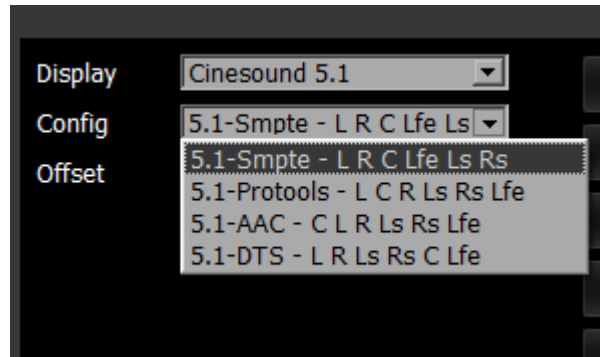 Display Cinesound 5.1
Config 5.1-Smpte - L R C Lfe Ls
Offset
5.1-Smpte - L R C Lfe Ls Rs
5.1-Protools - L C R Ls Rs Lfe
5.1-AAC - C L R Ls Rs Lfe
5.1-DTS - L R Ls Rs C Lfe